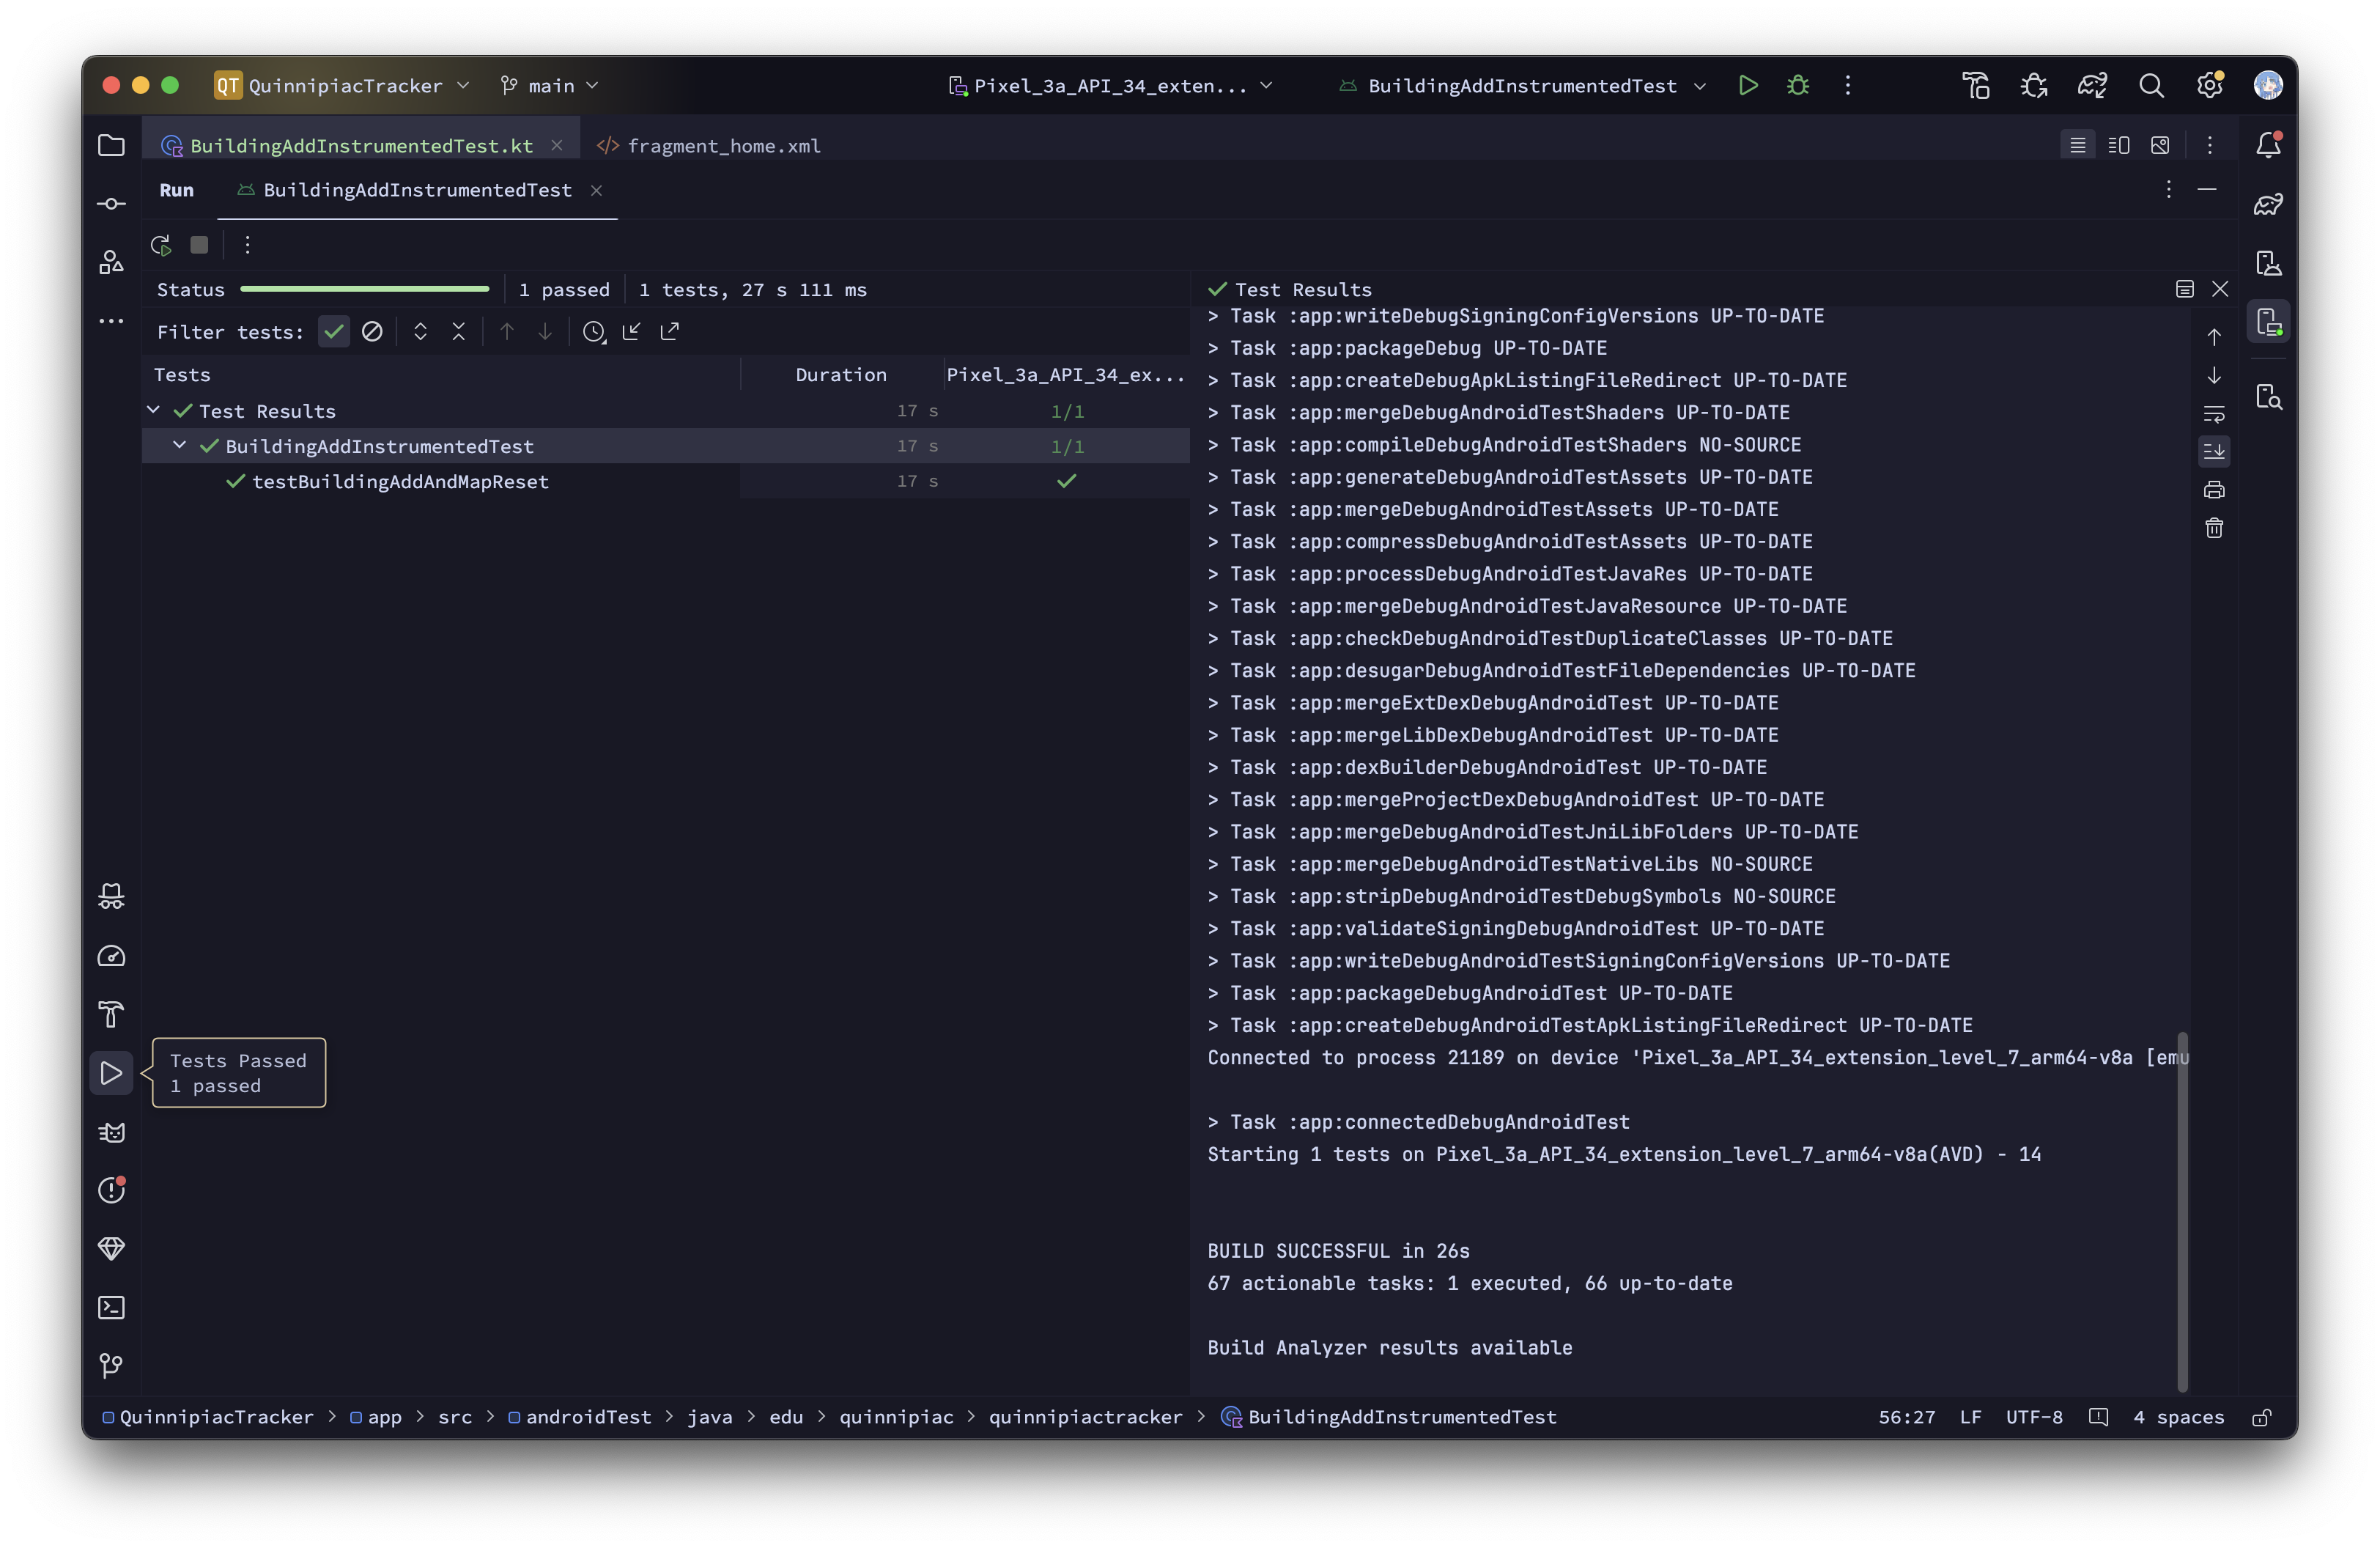 QT QuinnipiacTracker main Pixel_3a_API_34_exten... BuildingAddInstrumentedTest
BuildingAddInstrumentedTest.kt fragment_home.xml
Run BuildingAddInstrumentedTest
Status 1 passed 1 tests, 27 s 111 ms
Filter tests:
Tests Duration Pixel_3a_API_34_ex...
Test Results 17 s 1/1
BuildingAddInstrumentedTest 17 s 1/1
testBuildingAddAndMapReset 17 s
Tests Passed
1 passed
Test Results
> Task :app:writeDebugSigningConfigVersions UP-TO-DATE
> Task :app:packageDebug UP-TO-DATE
> Task :app:createDebugApkListingFileRedirect UP-TO-DATE
> Task :app:mergeDebugAndroidTestShaders UP-TO-DATE
> Task :app:compileDebugAndroidTestShaders NO-SOURCE
> Task :app:generateDebugAndroidTestAssets UP-TO-DATE
> Task :app:mergeDebugAndroidTestAssets UP-TO-DATE
> Task :app:compressDebugAndroidTestAssets UP-TO-DATE
> Task :app:processDebugAndroidTestJavaRes UP-TO-DATE
> Task :app:mergeDebugAndroidTestJavaResource UP-TO-DATE
> Task :app:checkDebugAndroidTestDuplicateClasses UP-TO-DATE
> Task :app:desugarDebugAndroidTestFileDependencies UP-TO-DATE
> Task :app:mergeExtDexDebugAndroidTest UP-TO-DATE
> Task :app:mergeLibDexDebugAndroidTest UP-TO-DATE
> Task :app:dexBuilderDebugAndroidTest UP-TO-DATE
> Task :app:mergeProjectDexDebugAndroidTest UP-TO-DATE
> Task :app:mergeDebugAndroidTestJniLibFolders UP-TO-DATE
> Task :app:mergeDebugAndroidTestNativeLibs NO-SOURCE
> Task :app:stripDebugAndroidTestDebugSymbols NO-SOURCE
> Task :app:validateSigningDebugAndroidTest UP-TO-DATE
> Task :app:writeDebugAndroidTestSigningConfigVersions UP-TO-DATE
> Task :app:packageDebugAndroidTest UP-TO-DATE
> Task :app:createDebugAndroidTestApkListingFileRedirect UP-TO-DATE
Connected to process 21189 on device 'Pixel_3a_API_34_extension_level_7_arm64-v8a [emu
> Task :app:connectedDebugAndroidTest
Starting 1 tests on Pixel_3a_API_34_extension_level_7_arm64-v8a(AVD) - 14
BUILD SUCCESSFUL in 26s
67 actionable tasks: 1 executed, 66 up-to-date
Build Analyzer results available
QuinnipiacTracker > app > src > androidTest > java > edu > quinnipiac > quinnipiactracker > BuildingAddInstrumentedTest 56:27 LF UTF-8 4 spaces